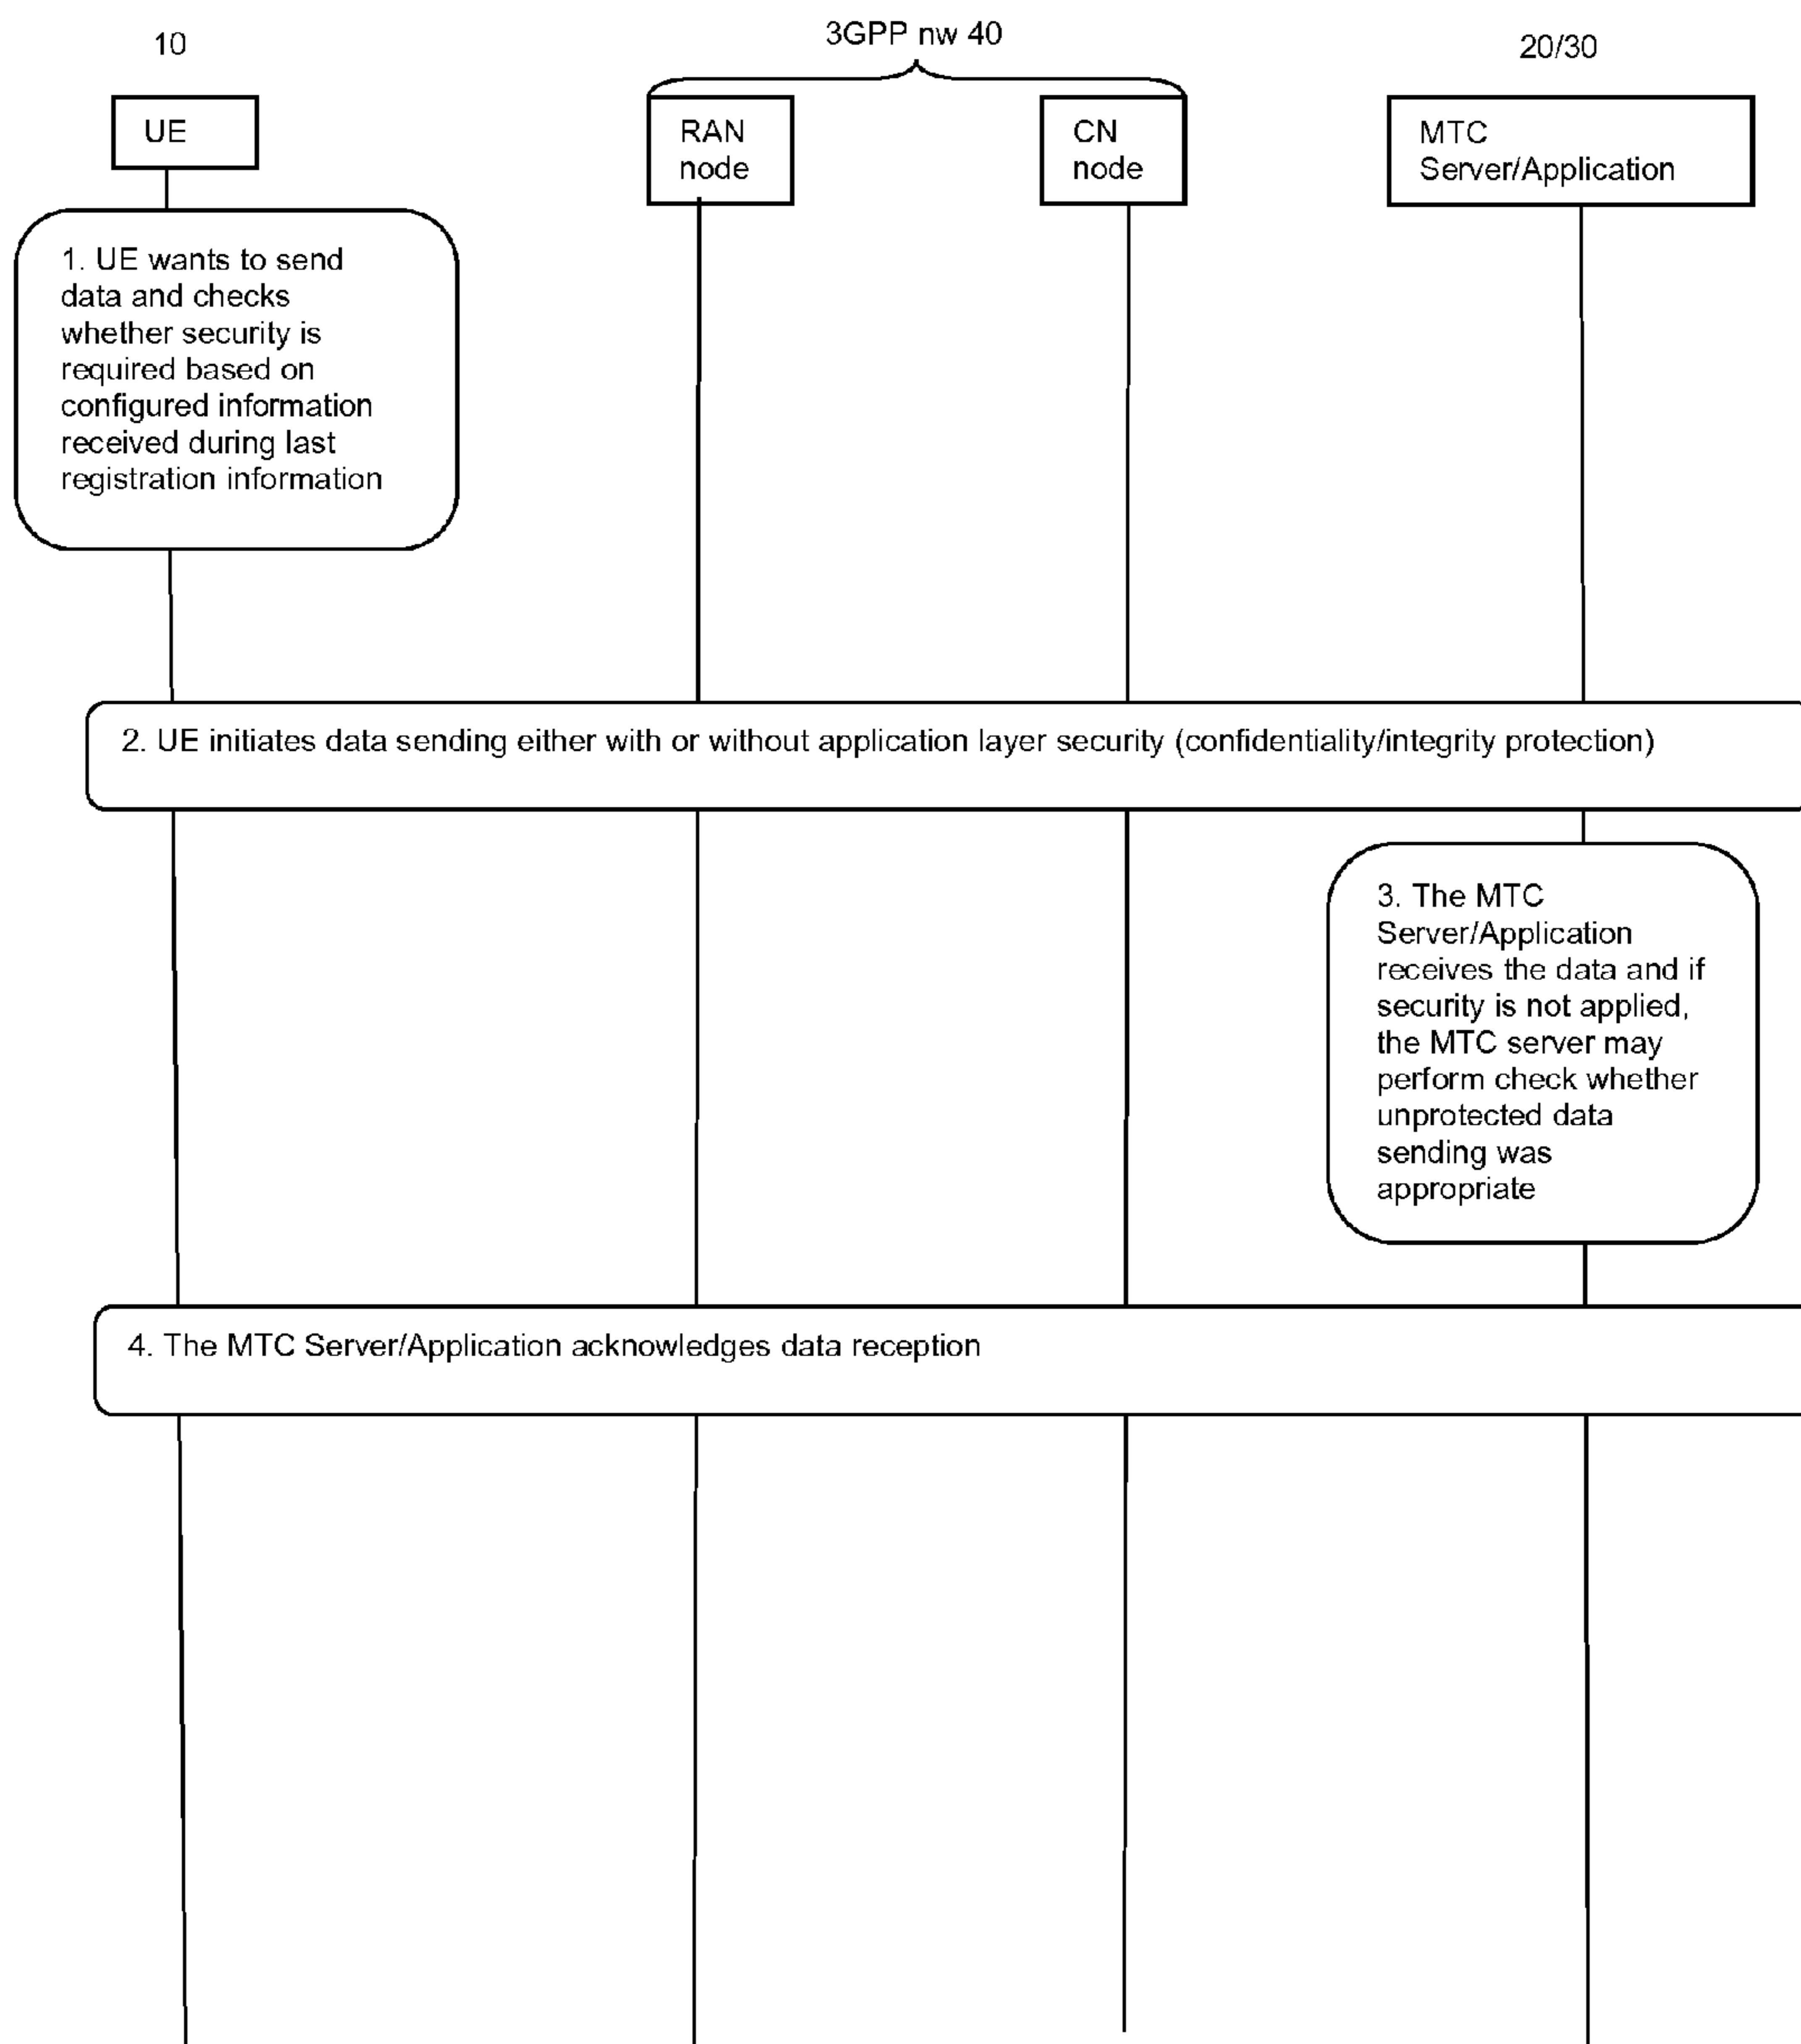 10
3GPP nw 40
20/30
UE
RAN
node
CN
node
MTC
Server/Application
1. UE wants to send
data and checks
whether security is
required based on
configured information
received during last
registration information
2. UE initiates data sending either with or without application layer security (confidentiality/integrity protection)
3. The MTC
Server/Application
receives the data and if
security is not applied,
the MTC server may
perform check whether
unprotected data
sending was
appropriate
4. The MTC Server/Application acknowledges data reception